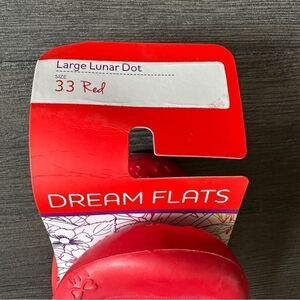 Large Lunar Dot
SIZE
33 Red
DREAM FLATS